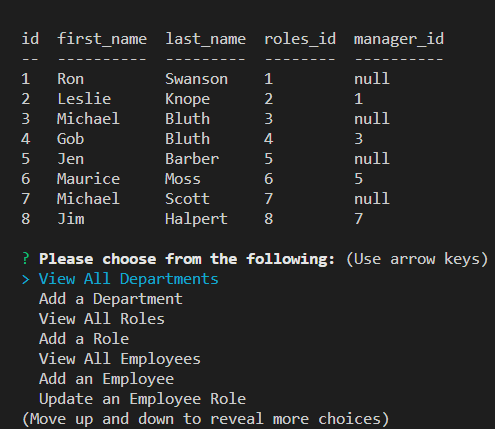 id  first_name  last_name  roles_id  manager_id
--  ----------  ---------  --------  ----------
1   Ron         Swanson    1         null
2   Leslie      Knope      2         1
3   Michael     Bluth      3         null
4   Gob         Bluth      4         3
5   Jen         Barber     5         null
6   Maurice     Moss       6         5
7   Michael     Scott      7         null
8   Jim         Halpert    8         7
? Please choose from the following: (Use arrow keys)
> View All Departments
  Add a Department
  View All Roles
  Add a Role
  View All Employees
  Add an Employee
  Update an Employee Role
(Move up and down to reveal more choices)